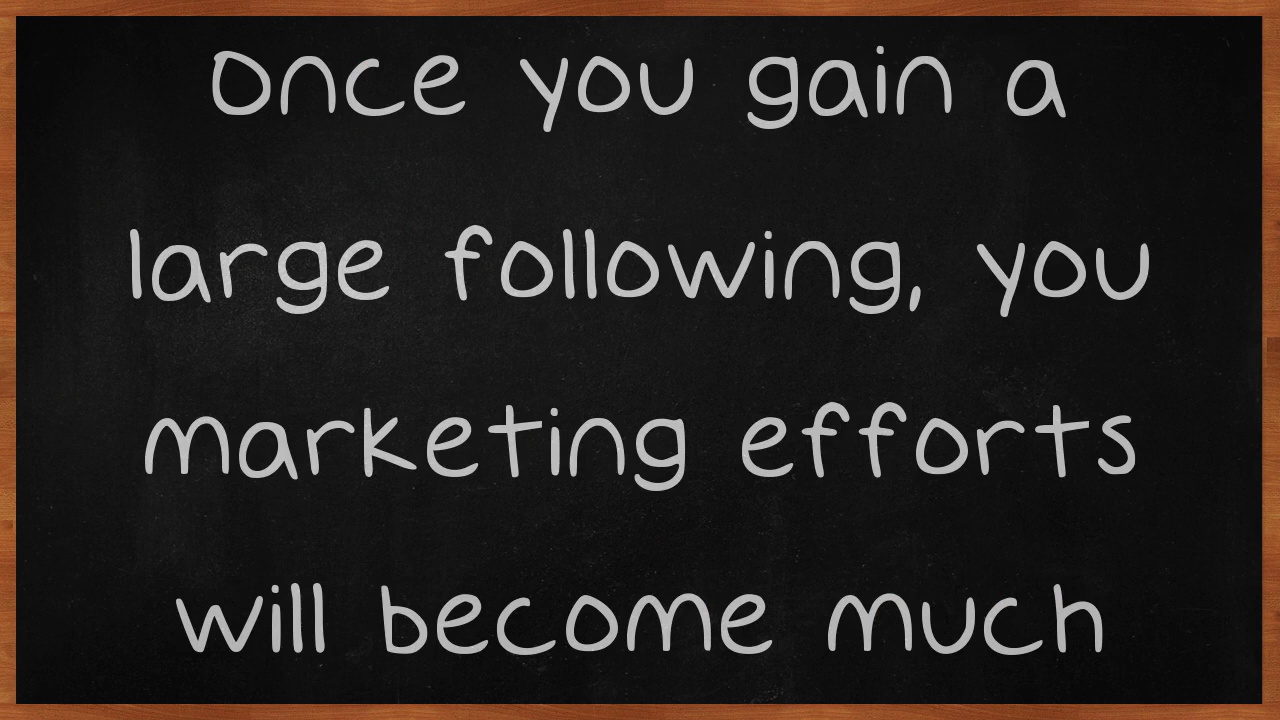 Once you gain a
large following, you
marketing efforts
will become much